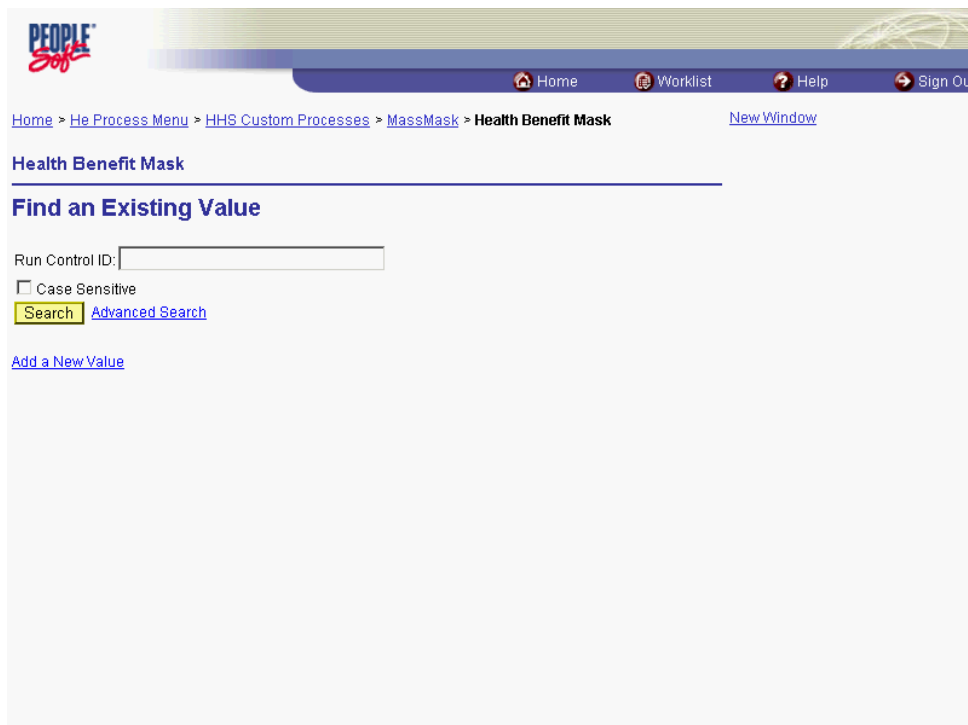 PEOPLE
Soft
Home Worklist Help Sign Ou
Home > He Process Menu > HHS Custom Processes > MassMask > Health Benefit Mask New Window
Health Benefit Mask
Find an Existing Value
Run Control ID:
Case Sensitive
Search Advanced Search
Add a New Value